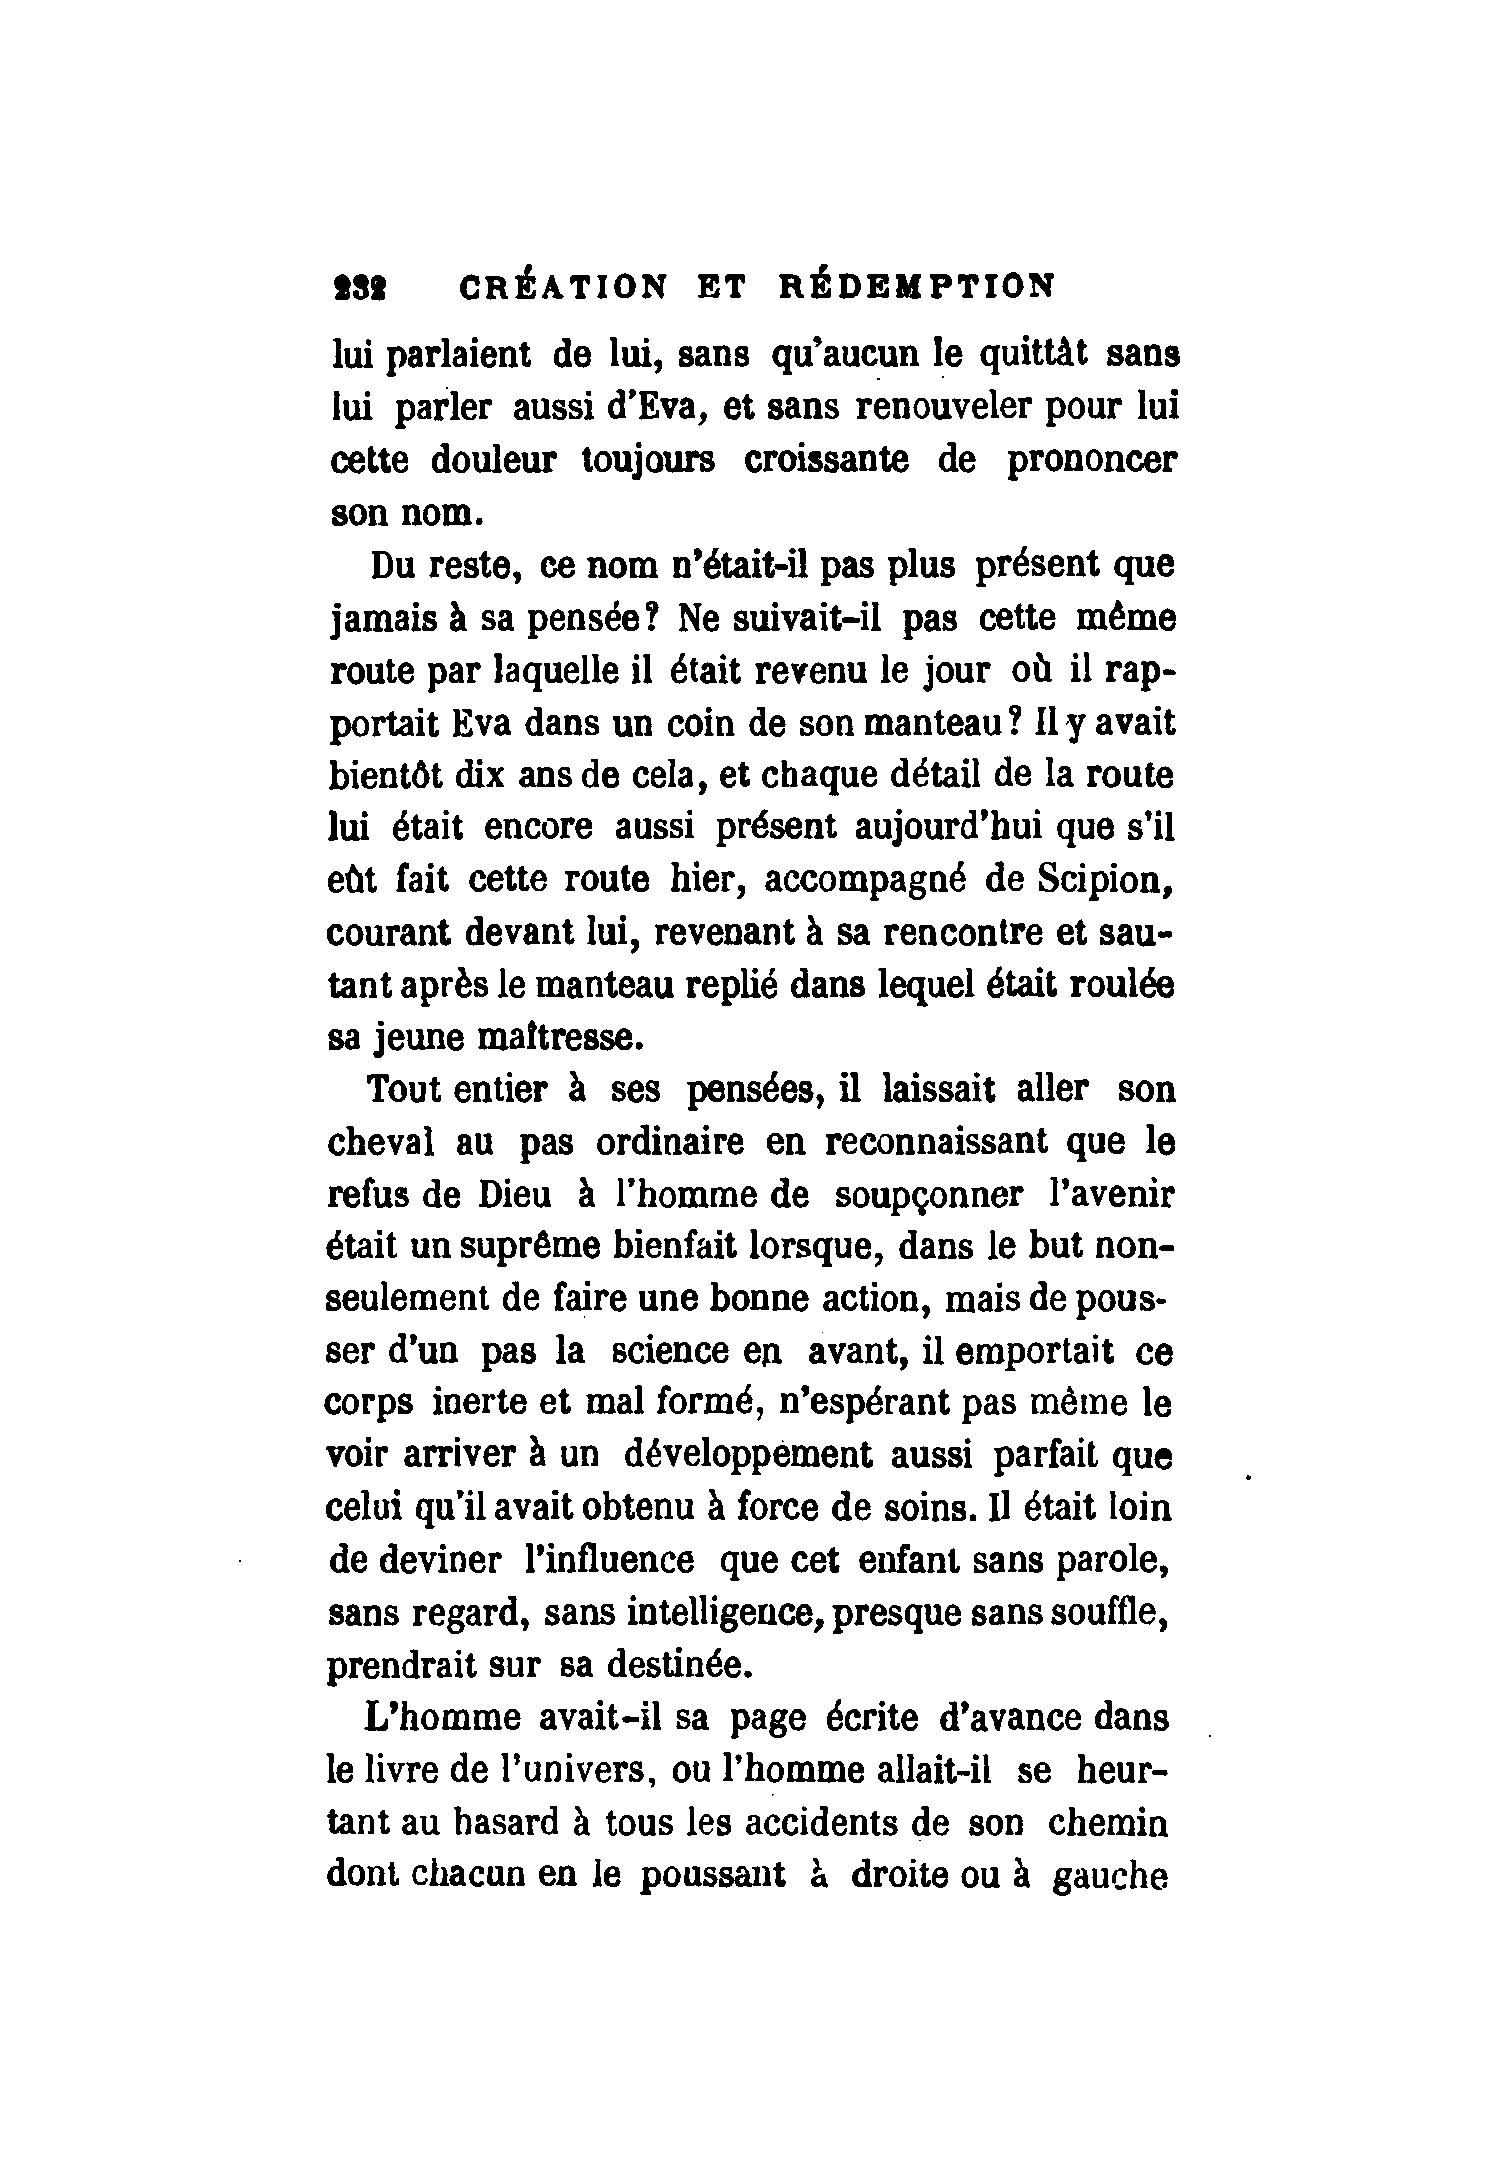 232 CRÉATION ET RÉDEMPTION
lui parlaient de lui, sans qu'aucun le quittât sans
lui parler aussi d'Eva, et sans renouveler pour lui
cette douleur toujours croissante de prononcer
son nom.
Du reste, ce nom n'était-il pas plus présent que
jamais à sa pensée? Ne suivait-il pas cette même
route par laquelle il était revenu le jour où il rap-
portait Eva dans un coin de son manteau? Il y avait
bientôt dix ans de cela, et chaque détail de la route
lui était encore aussi présent aujourd'hui que s'il
eût fait cette route hier, accompagné de Scipion,
courant devant lui, revenant à sa rencontre et sau-
tant après le manteau replié dans lequel était roulée
sa jeune maîtresse.
Tout entier à ses pensées, il laissait aller son
cheval au pas ordinaire en reconnaissant que le
refus de Dieu à l'homme de soupçonner l'avenir
était un suprême bienfait lorsque, dans le but non-
seulement de faire une bonne action, mais de pous-
ser d'un pas la science en avant, il emportait ce
corps inerte et mal formé, n'espérant pas même le
voir arriver à un développement aussi parfait que
celui qu'il avait obtenu à force de soins. Il était loin
de deviner l'influence que cet enfant sans parole,
sans regard, sans intelligence, presque sans souffle,
prendrait sur sa destinée.
L'homme avait-il sa page écrite d'avance dans
le livre de l'univers, ou l'homme allait-il se heur-
tant au hasard à tous les accidents de son chemin
dont chacun en le poussant à droite ou à gauche